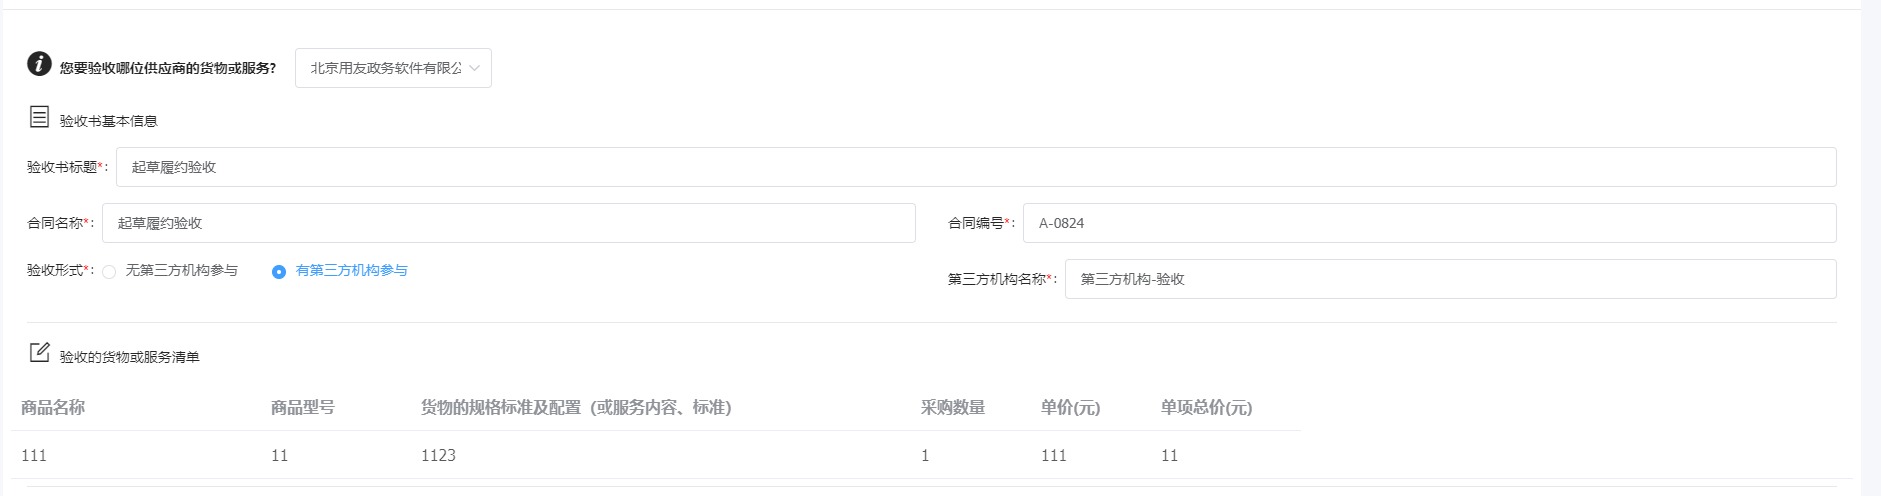 您要验收哪位供应商的货物或服务? 北京用友政务软件有限公
验收书基本信息
验收书标题*: 起草履约验收
合同名称*: 起草履约验收 合同编号*: A-0824
验收形式*: 无第三方机构参与 有第三方机构参与 第三方机构名称*: 第三方机构-验收
验收的货物或服务清单
商品名称 商品型号 货物的规格标准及配置（或服务内容、标准） 采购数量 单价(元) 单项总价(元)
111 11 1123 1 111 11